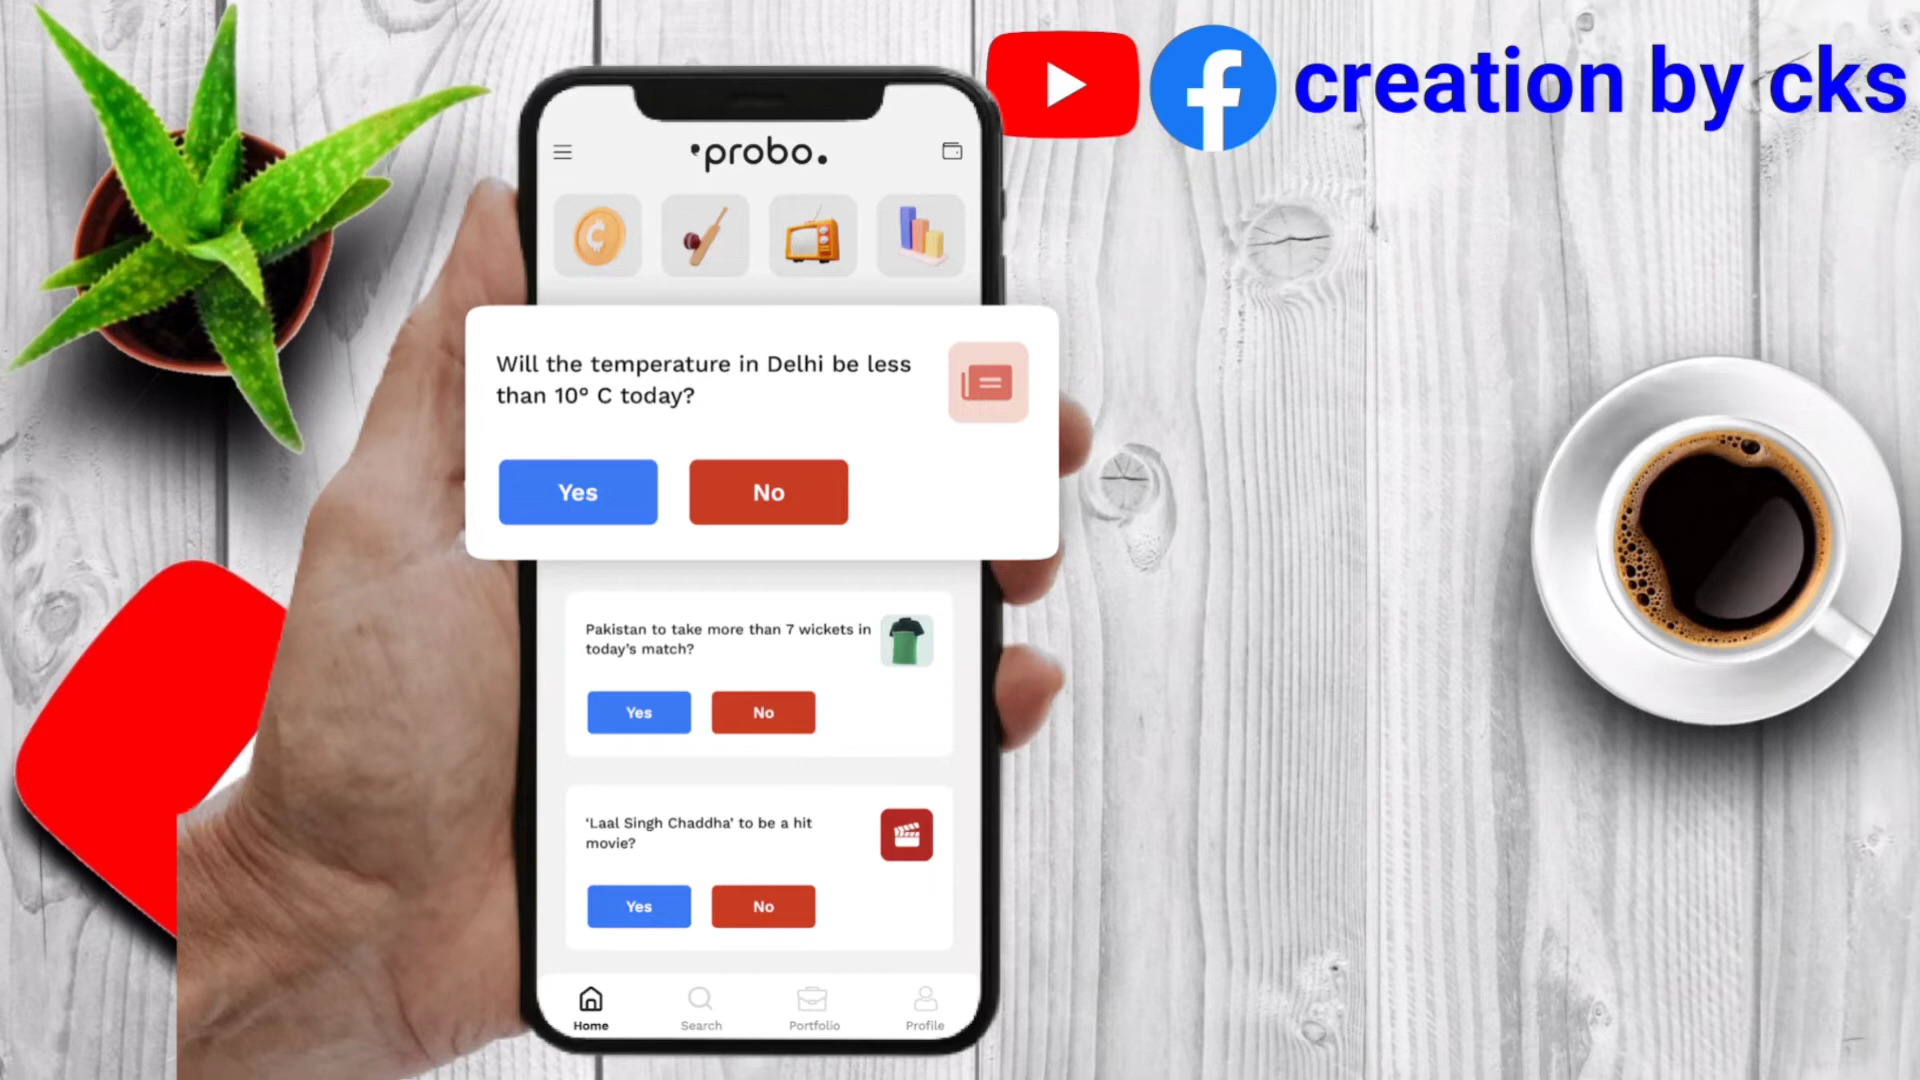 creation by cks
probo.
Will the temperature in Delhi be less
than 10° C today?
Yes
No
Pakistan to take more than 7 wickets in
today's match?
Yes
No
‘Laal Singh Chaddha’ to be a hit
movie?
Yes
No
Home
Search
Portfolio
Profile